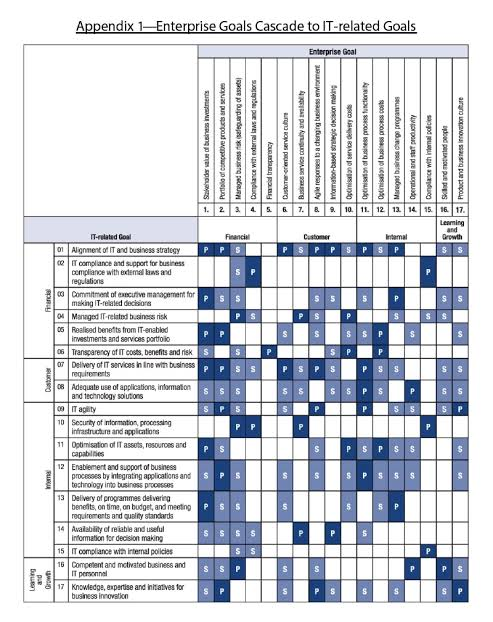 Appendix 1—Enterprise Goals Cascade to IT-related Goals
Enterprise Goal
Stakeholder value of business investments
Portfolio of competitive products and services
Managed business risk (safeguarding of assets)
Compliance with external laws and regulations
Financial transparency
Customer-oriented service culture
Business service continuity and availability
Agile responses to a changing business environment
Information-based strategic decision making
Optimisation of service delivery costs
Optimisation of business process functionality
Optimisation of business process costs
Managed business change programmes
Operational and staff productivity
Compliance with internal policies
Skilled and motivated people
Product and business innovation culture
1. 2. 3. 4. 5. 6. 7. 8. 9. 10. 11. 12. 13. 14. 15. 16. 17.
IT-related Goal
Financial
Customer
Internal
Learning
and
Growth
Financial
01 Alignment of IT and business strategy P P S P S P P S P S P S S
02 IT compliance and support for business
compliance with external laws and
regulations
S P P
03 Commitment of executive management for
making IT-related decisions
P S S S S S P S S
04 Managed IT-related business risk P S P S P S S S
05 Realised benefits from IT-enabled
investments and services portfolio
P P S S S S P S S
06 Transparency of IT costs, benefits and risk S S P S P P
Customer
07 Delivery of IT services in line with business
requirements
P P S S P S P S P S S S S
08 Adequate use of applications, information
and technology solutions
S S S S S S S S P S P S S
Internal
09 IT agility S P S S P P S S S P
10 Security of information, processing
infrastructure and applications
P P P P
11 Optimisation of IT assets, resources and
capabilities
P S S P S P S S S
12 Enablement and support of business
processes by integrating applications and
technology into business processes
S P S S S S P S S S S
13 Delivery of programmes delivering
benefits, on time, on budget, and meeting
requirements and quality standards
P S S S S S P
14 Availability of reliable and useful
information for decision making
S S S S P P S
15 IT compliance with internal policies S S P
Learning
and
Growth
16 Competent and motivated business and
IT personnel
S S P S S P P S
17 Knowledge, expertise and initiatives for
business innovation
S P S P S S S S P